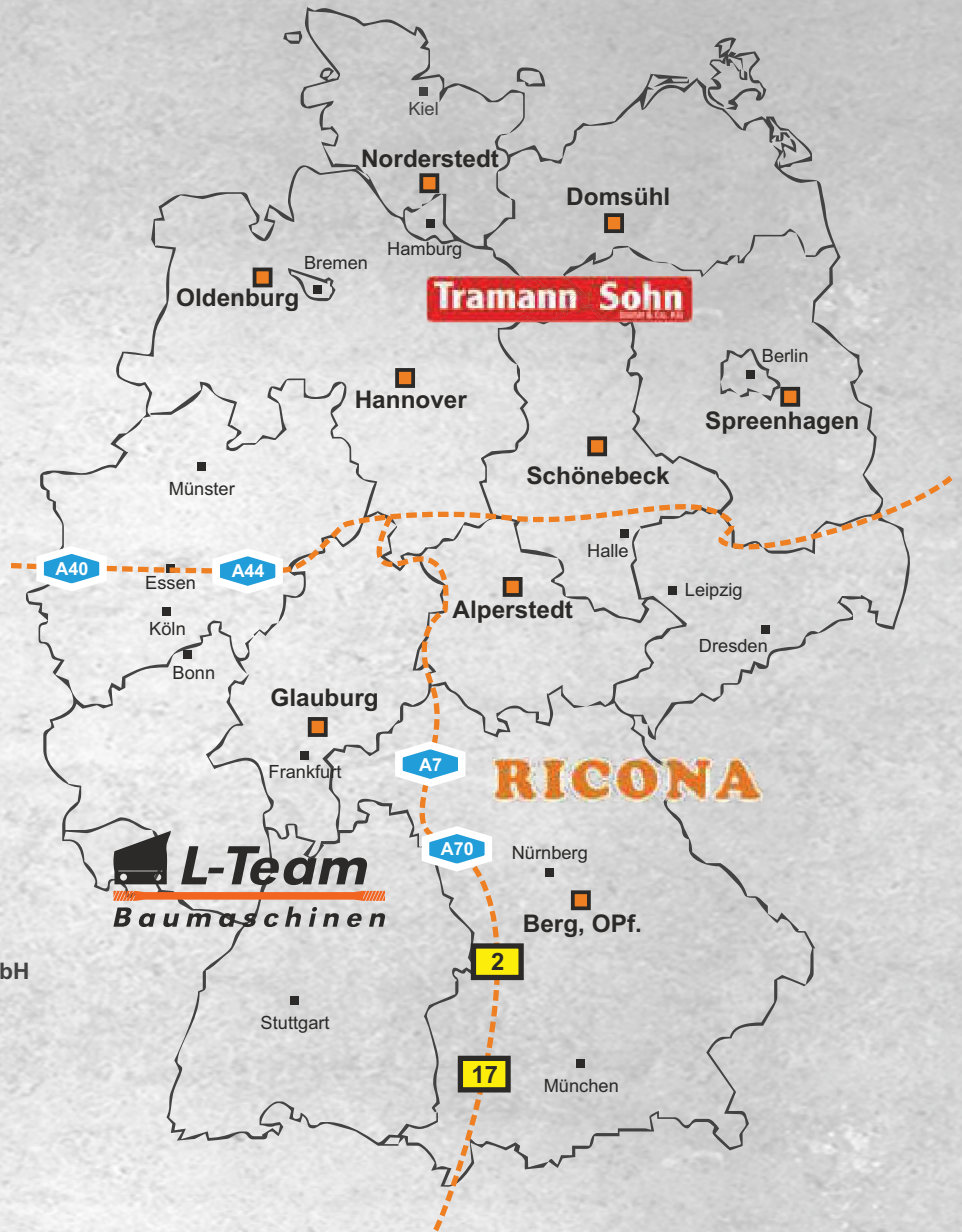 Kiel
Norderstedt
Domsühl
Hamburg
Bremen
Oldenburg
Tramann Sohn
Berlin
Hannover
Spreenhagen
Schönebeck
Münster
Halle
A40
Essen
A44
Leipzig
Alperstedt
Köln
Dresden
Bonn
Glauburg
Frankfurt
A7
RICONA
A70
Nürnberg
L-Team
Baumaschinen
Berg, OPf.
2
bH
Stuttgart
17
München